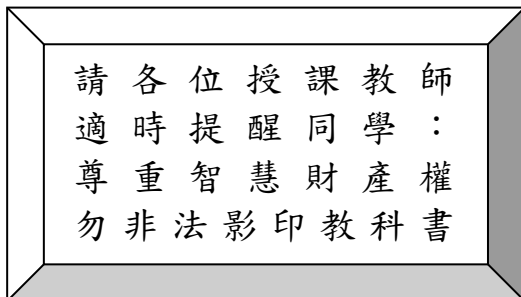 請各位授課教師
適時提醒同學：
尊重智慧財產權
勿非法影印教科書